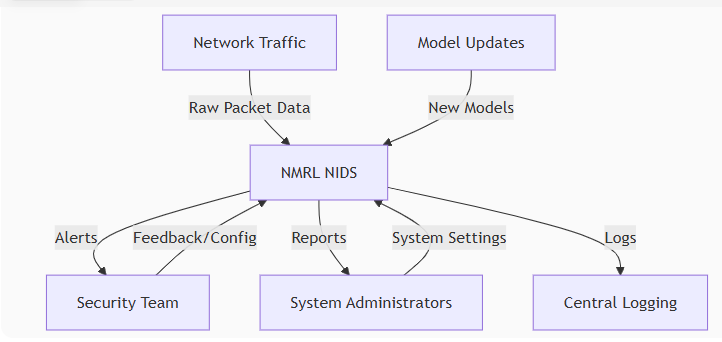 Network Traffic
Model Updates
Raw Packet Data
New Models
NMRL NIDS
Alerts
Feedback/Config
Reports
System Settings
Logs
Security Team
System Administrators
Central Logging